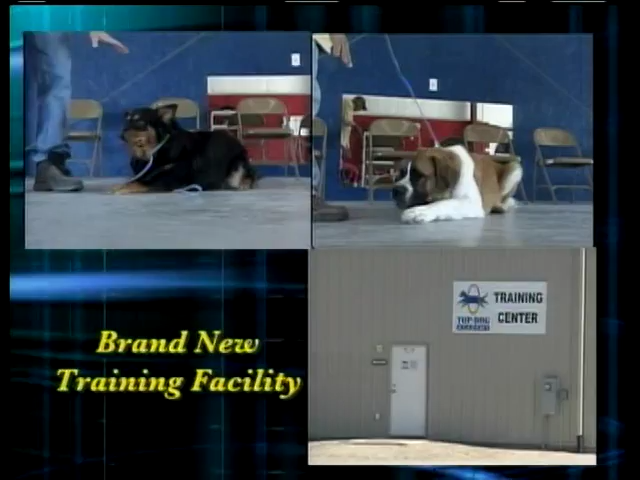 TRAINING
CENTER
TOP-DOG
Brand New
Training Facility